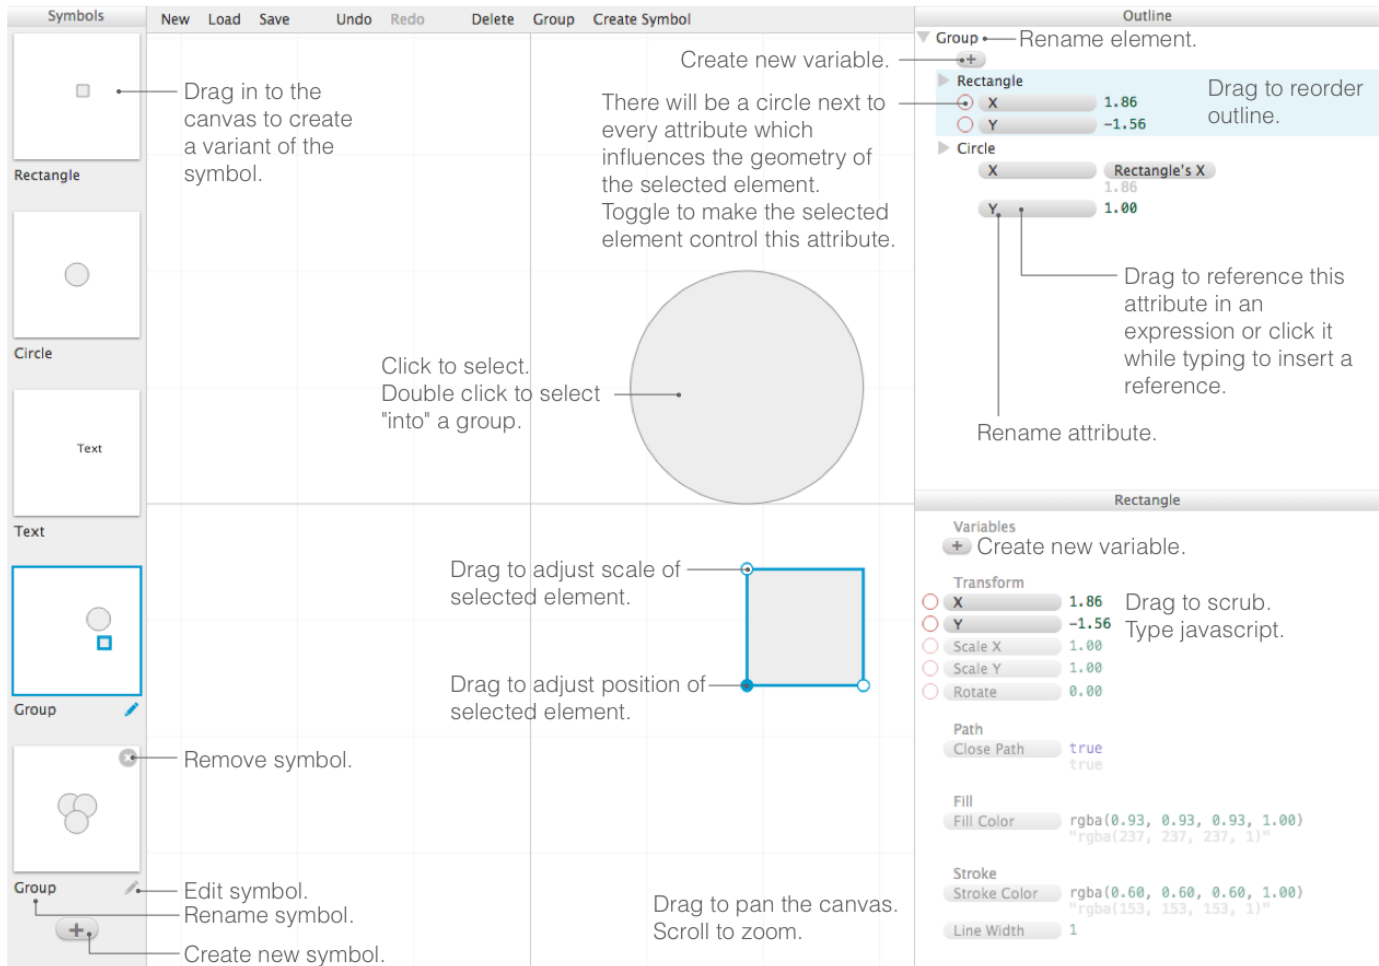 Symbols
Rectangle
Circle
Text
Text
Group
Group
New Load Save Undo Redo Delete Group Create Symbol
Drag in to the
canvas to create
a variant of the
symbol.
Create new variable.
There will be a circle next to
every attribute which
influences the geometry of
the selected element.
Toggle to make the selected
element control this attribute.
Click to select.
Double click to select
"into" a group.
Drag to adjust scale of
selected element.
Drag to adjust position of
selected element.
Remove symbol.
Edit symbol.
Rename symbol.
Create new symbol.
Drag to pan the canvas.
Scroll to zoom.
Outline
Group
Rename element.
+
Rectangle
X 1.86
Y -1.56
Drag to reorder
outline.
Circle
X Rectangle's X
1.86
Y 1.00
Drag to reference this
attribute in an
expression or click it
while typing to insert a
reference.
Rename attribute.
Rectangle
Variables
+ Create new variable.
Transform
X 1.86
Y -1.56
Scale X 1.00
Scale Y 1.00
Rotate 0.00
Drag to scrub.
Type javascript.
Path
Close Path true
true
Fill
Fill Color rgba(0.93, 0.93, 0.93, 1.00)
"rgba(237, 237, 237, 1)"
Stroke
Stroke Color rgba(0.60, 0.60, 0.60, 1.00)
"rgba(153, 153, 153, 1)"
Line Width 1